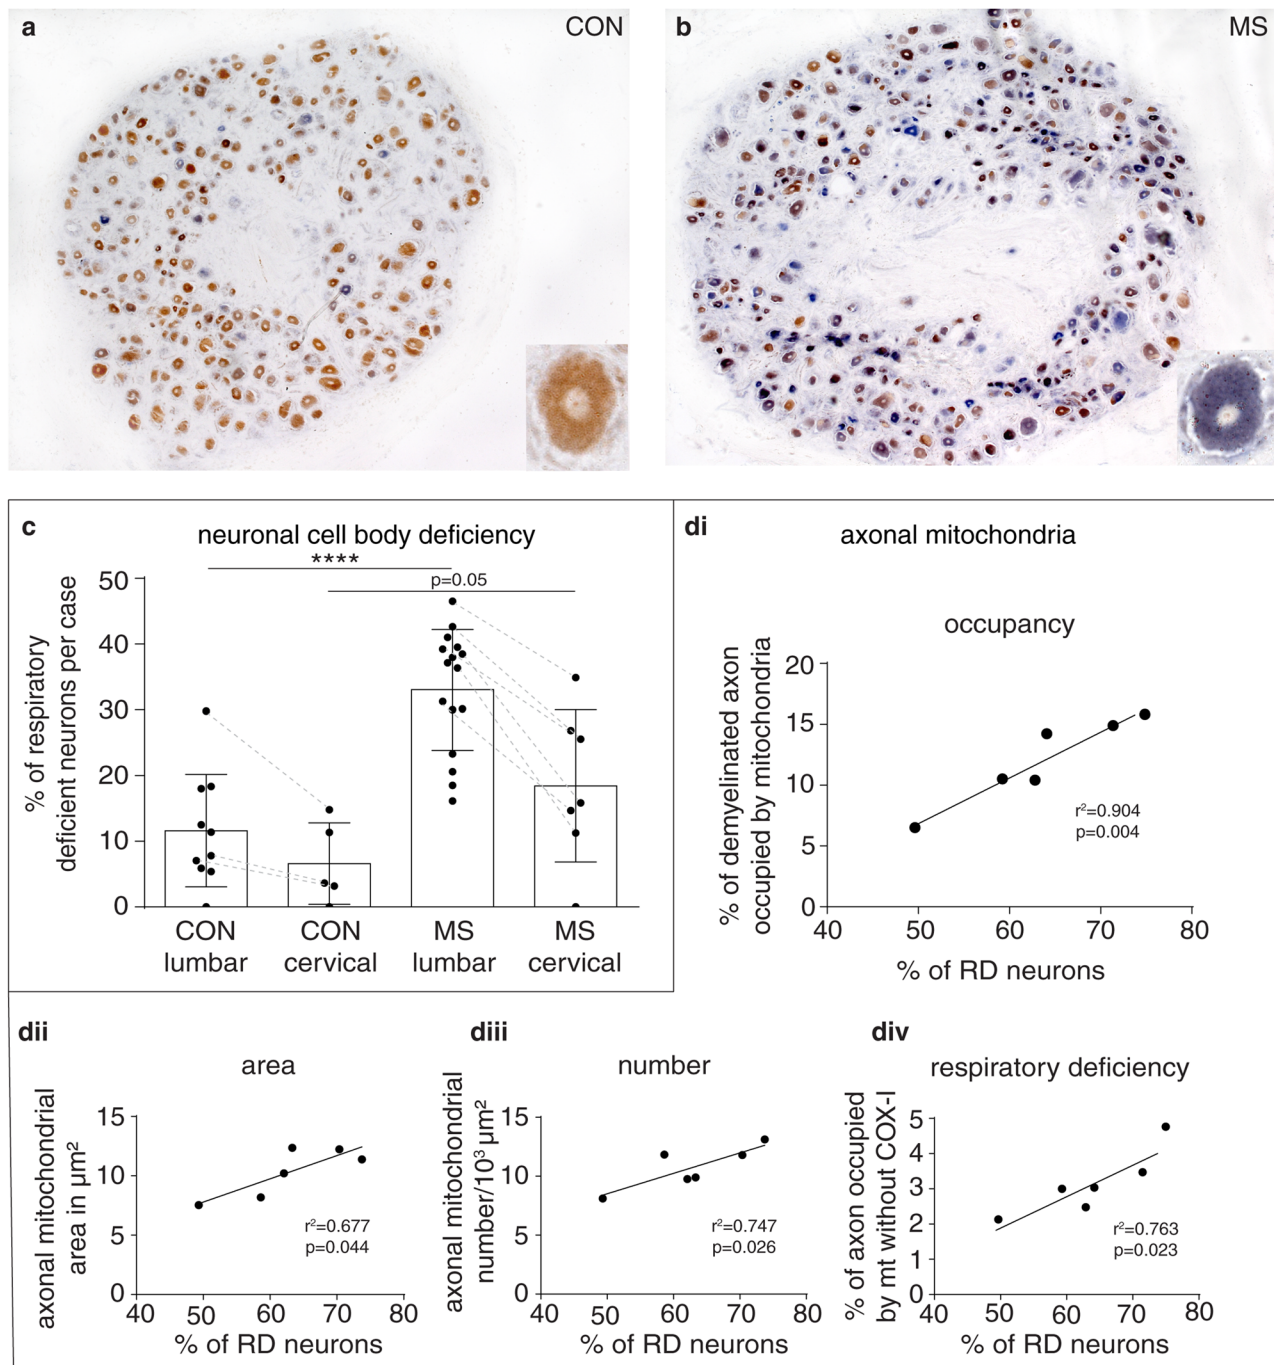 a
CON
b
MS
c
neuronal cell body deficiency
****
p=0.05
% of respiratory
deficient neurons per case
50
40
30
20
10
0
CON
lumbar
CON
cervical
MS
lumbar
MS
cervical
di
axonal mitochondria
occupancy
% of demyelinated axon
occupied by mitochondria
20
15
10
5
0
r²=0.904
p=0.004
40 50 60 70 80
% of RD neurons
dii
area
axonal mitochondrial
area in µm²
15
10
5
0
r²=0.677
p=0.044
40 50 60 70 80
% of RD neurons
diii
number
axonal mitochondrial
number/10³ µm²
15
10
5
0
r²=0.747
p=0.026
40 50 60 70 80
% of RD neurons
div
respiratory deficiency
% of axon occupied
by mt without COX-I
5
4
3
2
1
0
r²=0.763
p=0.023
40 50 60 70 80
% of RD neurons